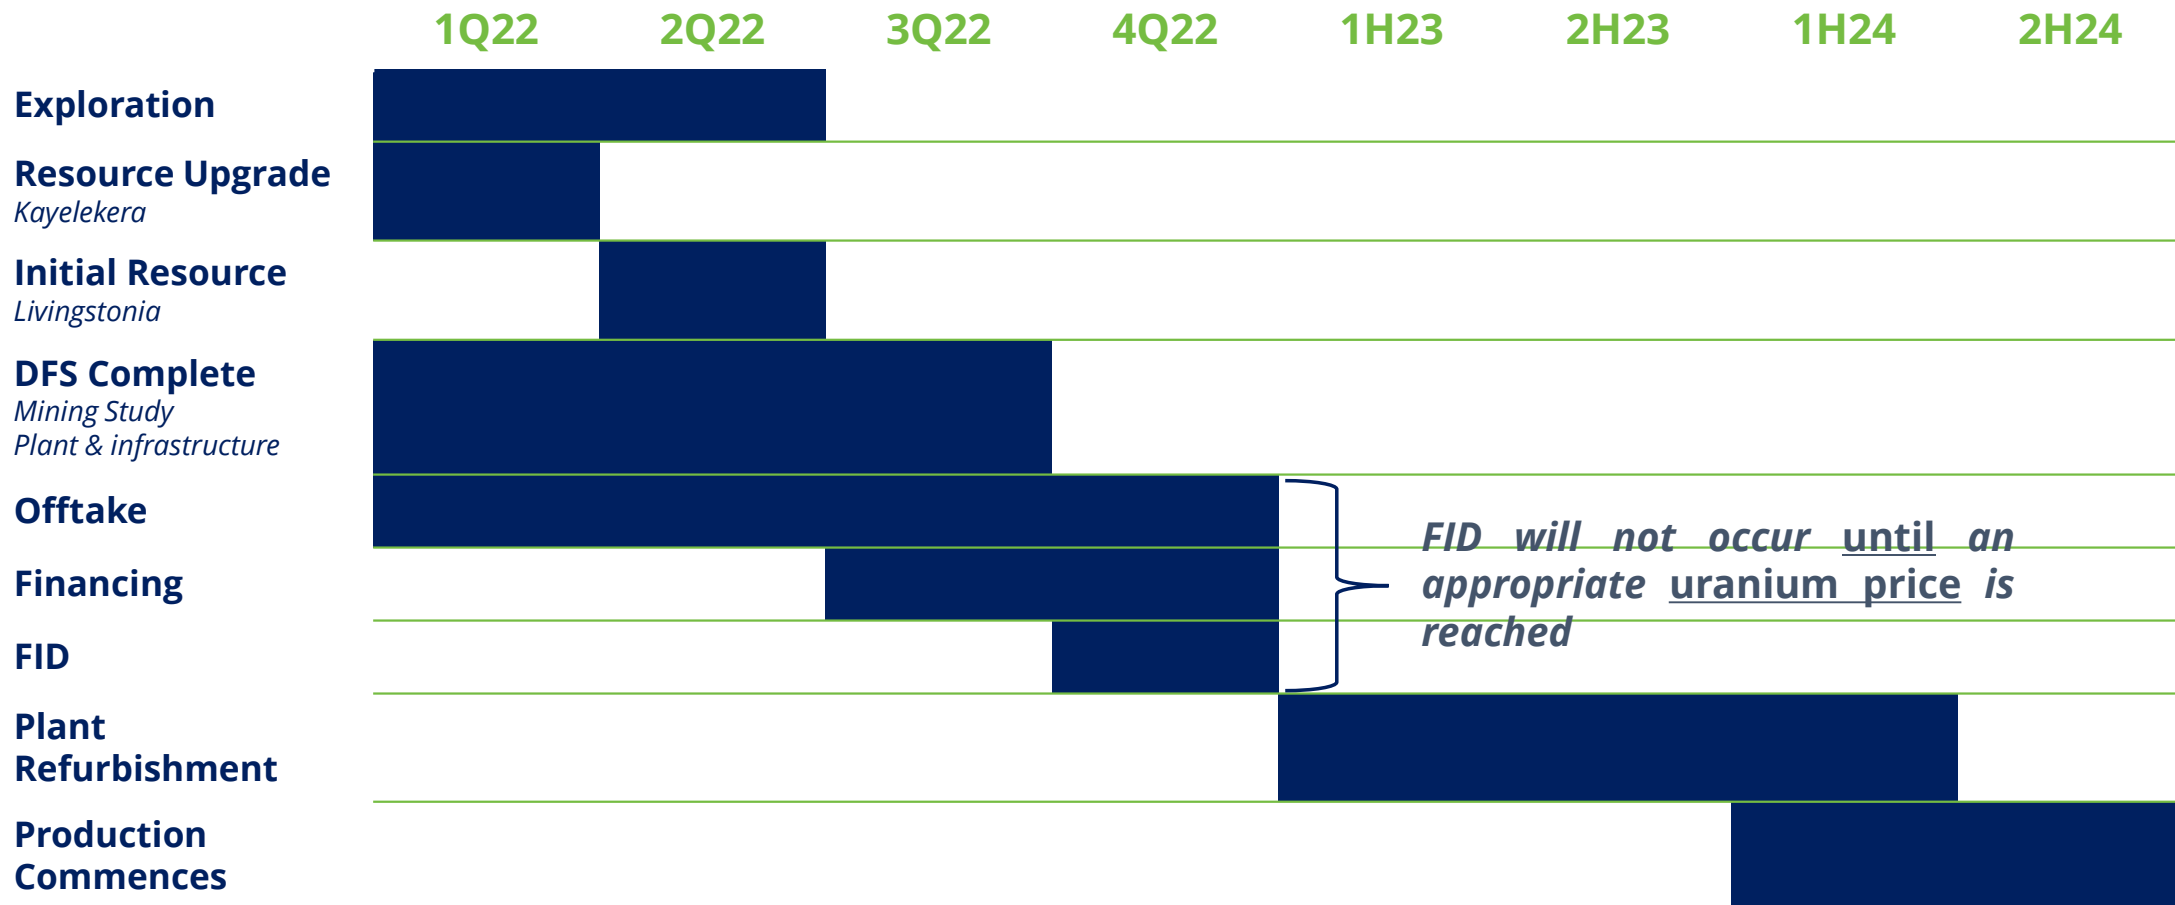 1Q22 2Q22 3Q22 4Q22 1H23 2H23 1H24 2H24
Exploration
Resource Upgrade
Kayelekera
Initial Resource
Livingstonia
DFS Complete
Mining Study
Plant & infrastructure
Offtake
Financing
FID
FID will not occur until an
appropriate uranium price is
reached
Plant
Refurbishment
Production
Commences